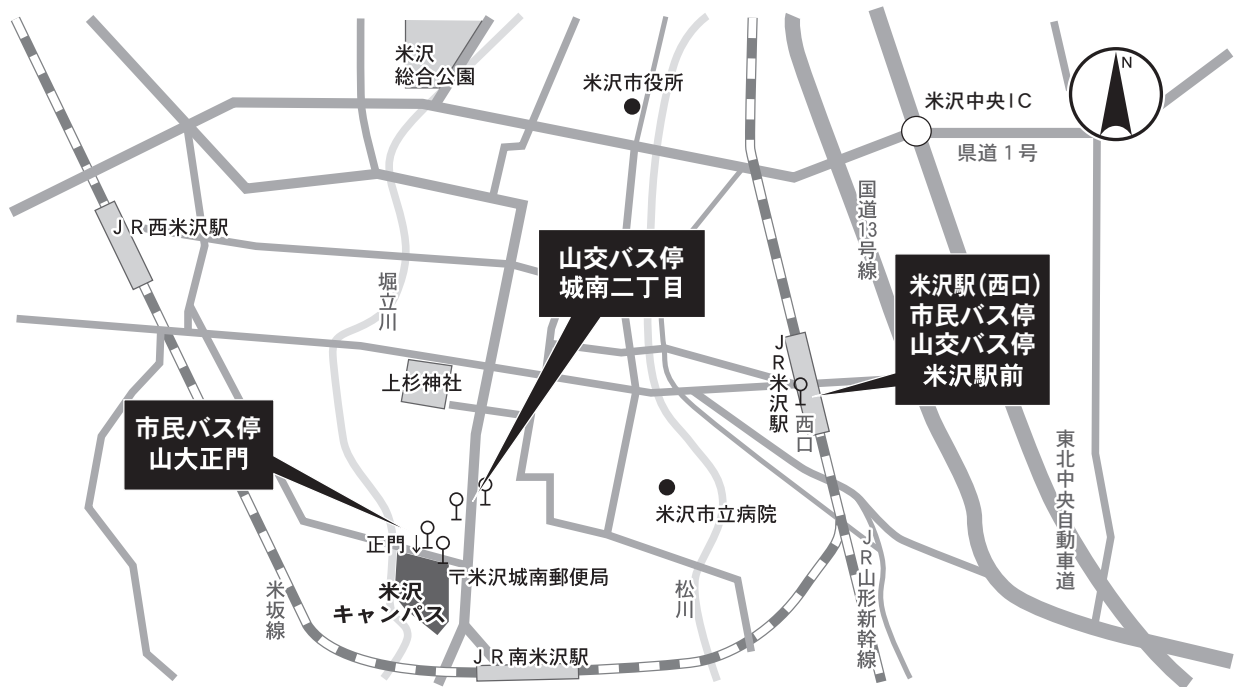 米沢
総合公園
米沢市役所
米沢中央IC
N
県道1号
国道13号線
JR西米沢駅
山交バス停
城南二丁目
堀立川
米沢駅(西口)
市民バス停
山交バス停
米沢駅前
JR米沢駅
西口
上杉神社
市民バス停
山大正門
東北中央自動車道
米沢市立病院
正門↓
〒米沢城南郵便局
米沢
キャンパス
米坂線
松川
JR山形新幹線
JR南米沢駅